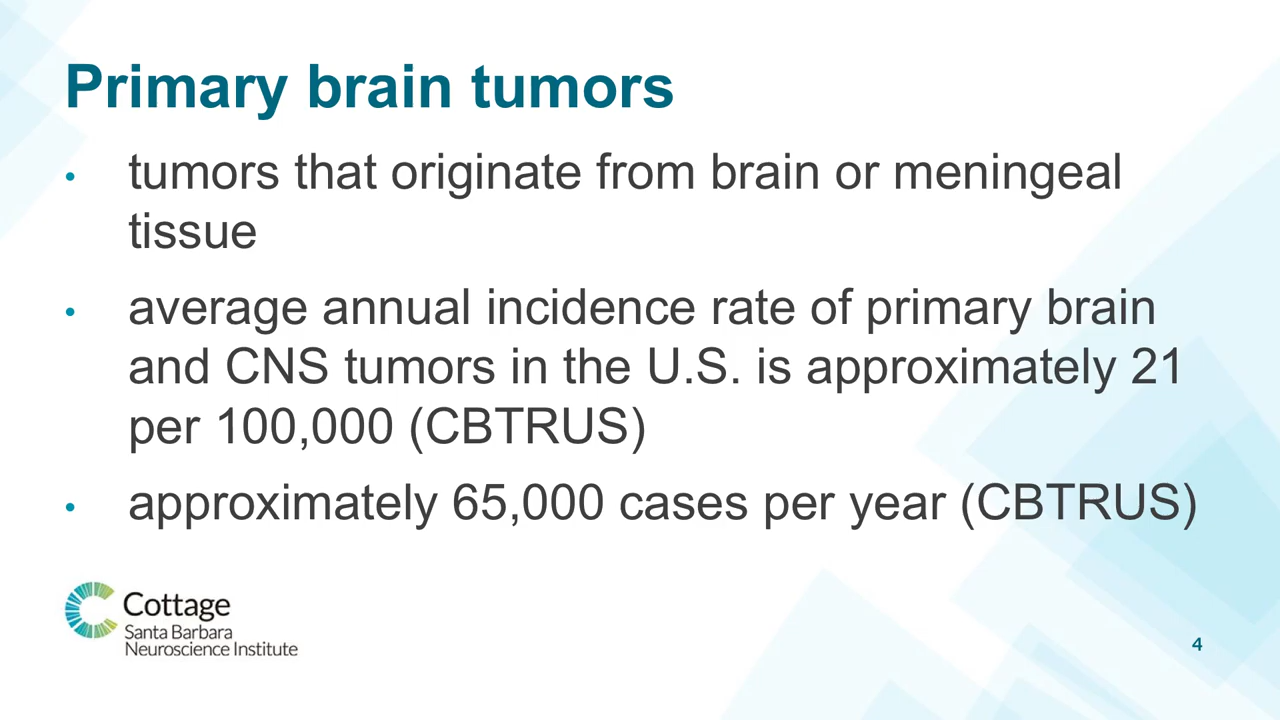 Primary brain tumors
• tumors that originate from brain or meningeal
tissue
• average annual incidence rate of primary brain
and CNS tumors in the U.S. is approximately 21
per 100,000 (CBTRUS)
• approximately 65,000 cases per year (CBTRUS)
Cottage
Santa Barbara
Neuroscience Institute
4